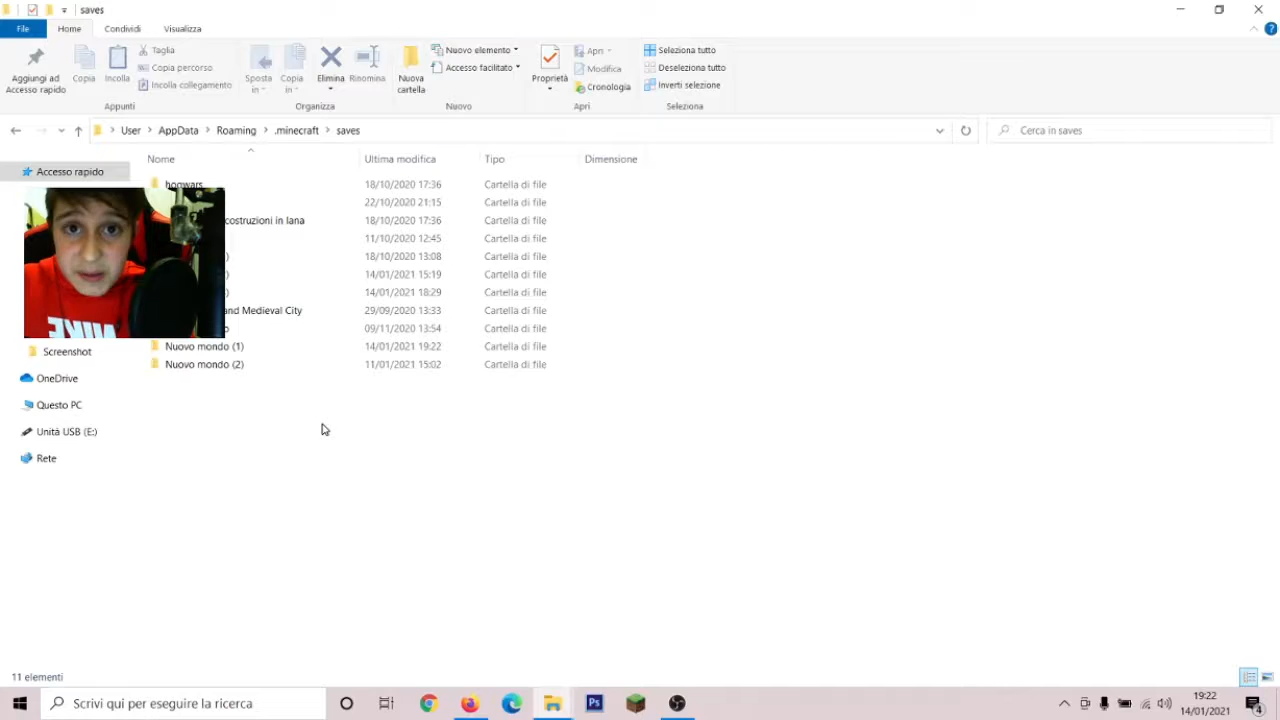 saves
File Home Condividi Visualizza
Aggiungi ad Accesso rapido
Copia
Incolla
Taglia
Copia percorso
Incolla collegamento
Appunti
Sposta in
Copia in
Elimina
Rinomina
Organizza
Nuova cartella
Nuovo elemento
Accesso facilitato
Nuovo
Proprietà
Apri
Modifica
Cronologia
Apri
Seleziona tutto
Deseleziona tutto
Inverti selezione
Seleziona
User > AppData > Roaming > .minecraft > saves
Cerca in saves
Nome Ultima modifica Tipo Dimensione
Accesso rapido
Screenshot
OneDrive
Questo PC
Unità USB (E:)
Rete
hogwars 18/10/2020 17:36 Cartella di file
22/10/2020 21:15 Cartella di file
costruzioni in lana 18/10/2020 17:36 Cartella di file
11/10/2020 12:45 Cartella di file
) 18/10/2020 13:08 Cartella di file
) 14/01/2021 15:19 Cartella di file
) 14/01/2021 18:29 Cartella di file
and Medieval City 29/09/2020 13:33 Cartella di file
o 09/11/2020 13:54 Cartella di file
Nuovo mondo (1) 14/01/2021 19:22 Cartella di file
Nuovo mondo (2) 11/01/2021 15:02 Cartella di file
NIKE
11 elementi
Scrivi qui per eseguire la ricerca
Ps
19:22
14/01/2021
4